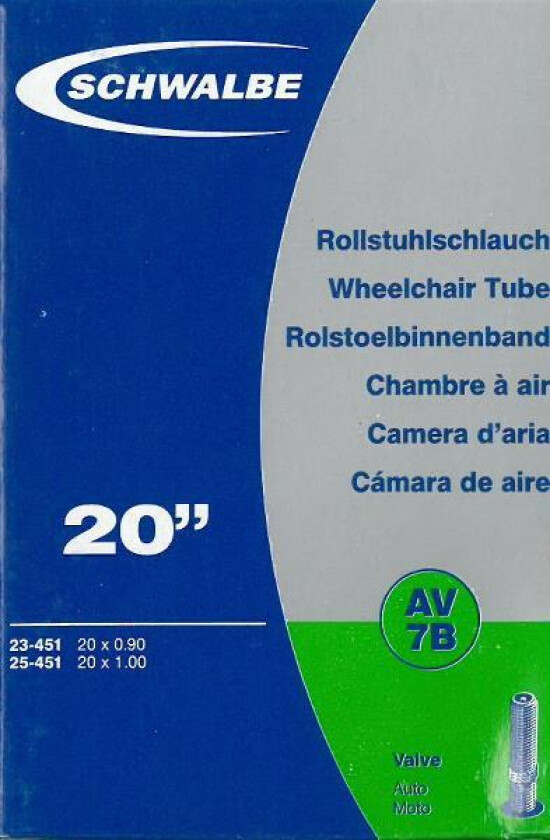 SCHWALBE
Rollstuhlschlauch
Wheelchair Tube
Rolstoelbinnenband
Chambre à air
Camera d'aria
Cámara de aire
20”
23-451 20 x 0.90
25-451 20 x 1.00
AV
7B
Valve
Auto
Moto